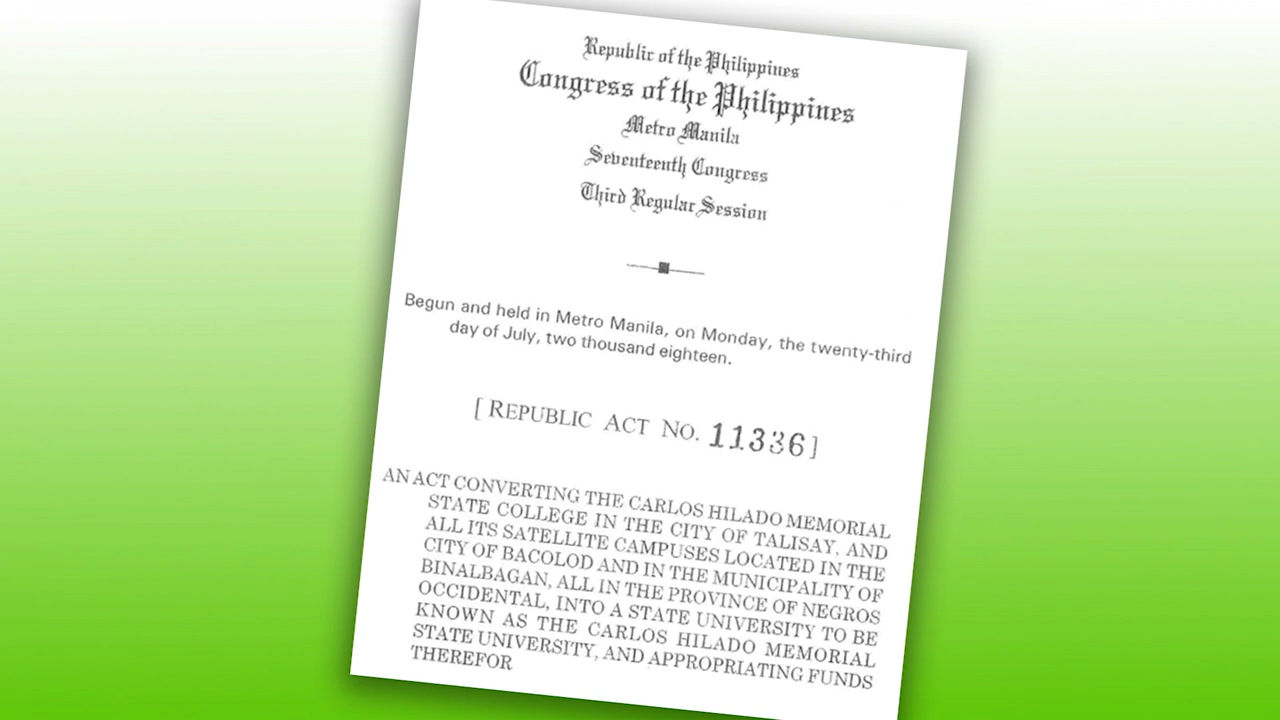 Republic of the Philippines
Congress of the Philippines
Metro Manila
Seventeenth Congress
Third Regular Session
Begun and held in Metro Manila, on Monday, the twenty-third
day of July, two thousand eighteen.
[ REPUBLIC ACT NO. 11336 ]
AN ACT CONVERTING THE CARLOS HILADO MEMORIAL
STATE COLLEGE IN THE CITY OF TALISAY, AND
ALL ITS SATELLITE CAMPUSES LOCATED IN THE
CITY OF BACOLOD AND IN THE MUNICIPALITY OF
BINALBAGAN, ALL IN THE PROVINCE OF NEGROS
OCCIDENTAL, INTO A STATE UNIVERSITY TO BE
KNOWN AS THE CARLOS HILADO MEMORIAL
STATE UNIVERSITY, AND APPROPRIATING FUNDS
THEREFOR